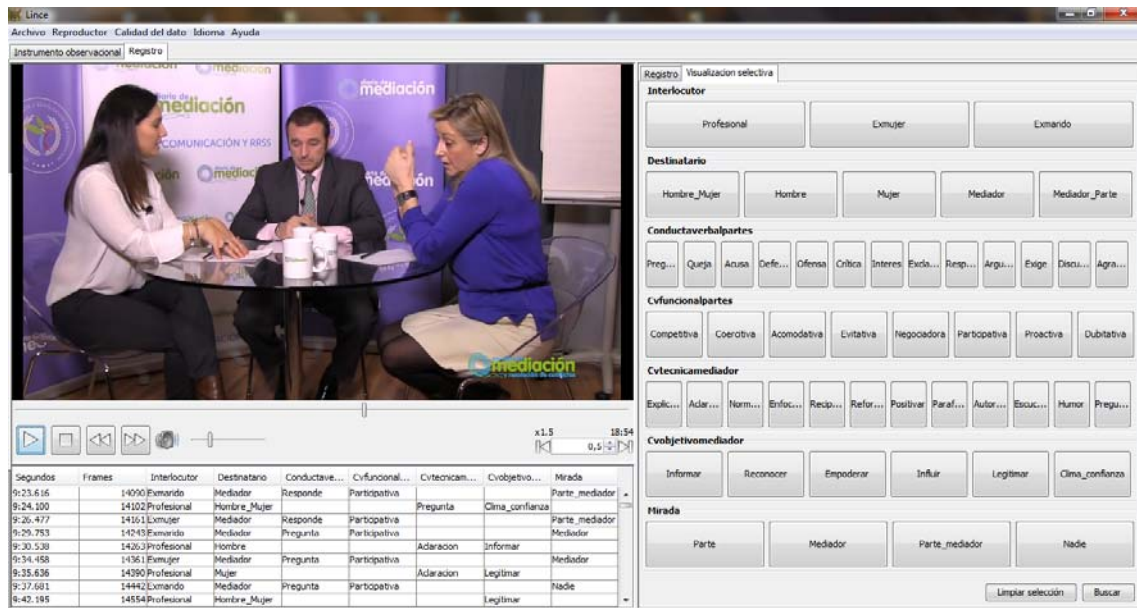 Lince
Archivo Reproductor Calidad del dato Idioma Ayuda
Instrumento observacional Registro
mediación
diario de mediación
mediación
COMUNICACIÓN Y RRSS
mediación
Registro Visualizacion selectiva
Interlocutor
Profesional Exmujer Exmarido
Destinatario
Hombre_Mujer Hombre Mujer Mediador Mediador_Parte
Conductaverbalpartes
Preg... Queja Acusa Defe... Ofensa Crítica Interes Excla... Resp... Argu... Exige Discu... Agra...
Cvfuncionalpartes
Competitiva Coercitiva Acomodativa Evitativa Negociadora Participativa Proactiva Dubitativa
Cvtecnicamediador
Explic... Aclar... Norm... Enfoc... Recip... Refor... Positivar Paraf... Autor... Escuc... Humor Pregu...
Cvobjetivomediador
Informar Reconocer Empoderar Influir Legitimar Clima_confianza
Mirada
Parte Mediador Parte_mediador Nadie
Limpiar selección Buscar
x1.5 18:54
0,5
Segundos Frames Interlocutor Destinatario Conductave... Cvfuncional... Cvtecnicam... Cvobjetivo... Mirada
9:23.616 14090 Exmarido Mediador Responde Participativa Parte_mediador
9:24.100 14102 Profesional Hombre_Mujer Pregunta Clima_confianza
9:26.477 14161 Exmujer Mediador Responde Participativa Parte_mediador
9:29.753 14243 Exmarido Mediador Pregunta Participativa Mediador
9:30.538 14263 Profesional Hombre Aclaracion Informar
9:34.458 14361 Exmujer Mediador Pregunta Participativa Mediador
9:35.636 14390 Profesional Mujer Aclaracion Legitimar
9:37.681 14442 Exmarido Mediador Pregunta Participativa Nadie
9:42.195 14554 Profesional Hombre_Mujer Legitimar